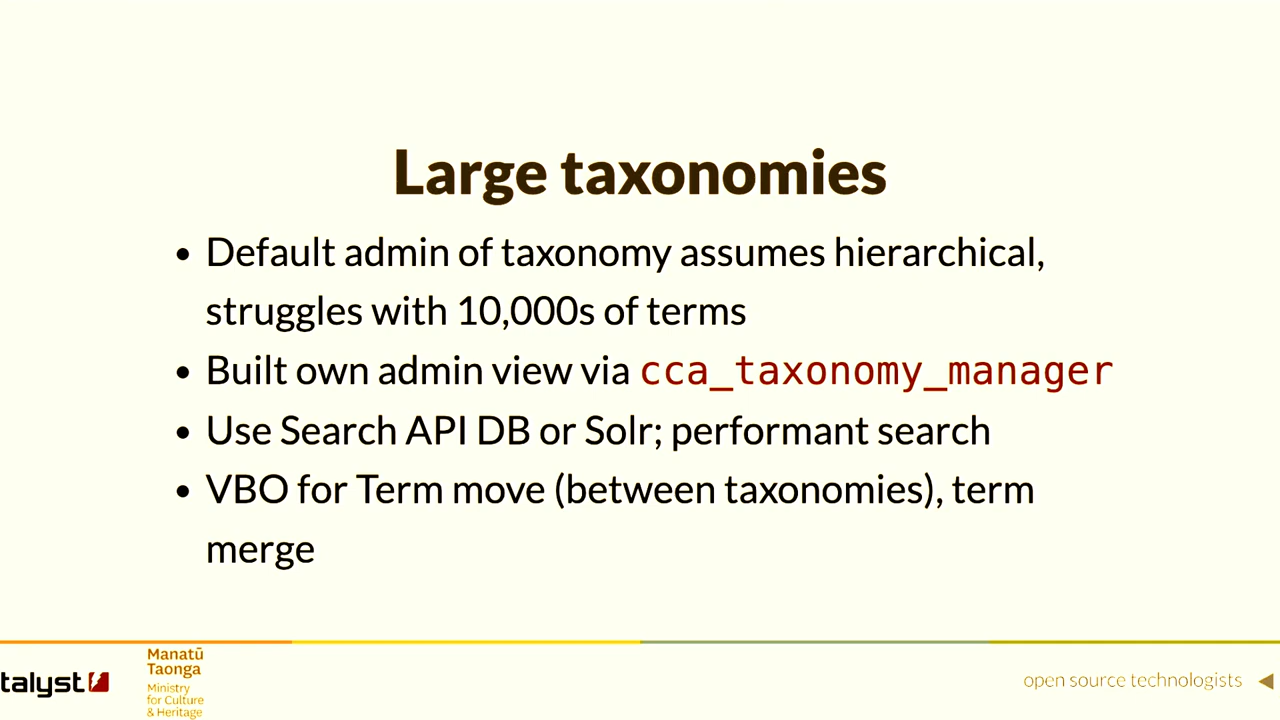 Large taxonomies
• Default admin of taxonomy assumes hierarchical,
struggles with 10,000s of terms
• Built own admin view via cca_taxonomy_manager
• Use Search API DB or Solr; performant search
• VBO for Term move (between taxonomies), term
merge
talyst
Manatū
Taonga
Ministry
for Culture
& Heritage
open source technologists